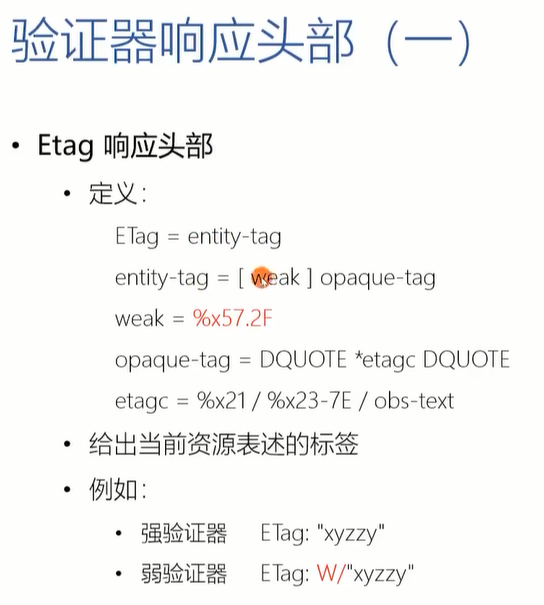 验证器响应头部（一）
• Etag 响应头部
• 定义：
ETag = entity-tag
entity-tag = [ weak ] opaque-tag
weak = %x57.2F
opaque-tag = DQUOTE *etagc DQUOTE
etagc = %x21 / %x23-7E / obs-text
• 给出当前资源表述的标签
• 例如：
• 强验证器 ETag: "xyzzy"
• 弱验证器 ETag: W/"xyzzy"